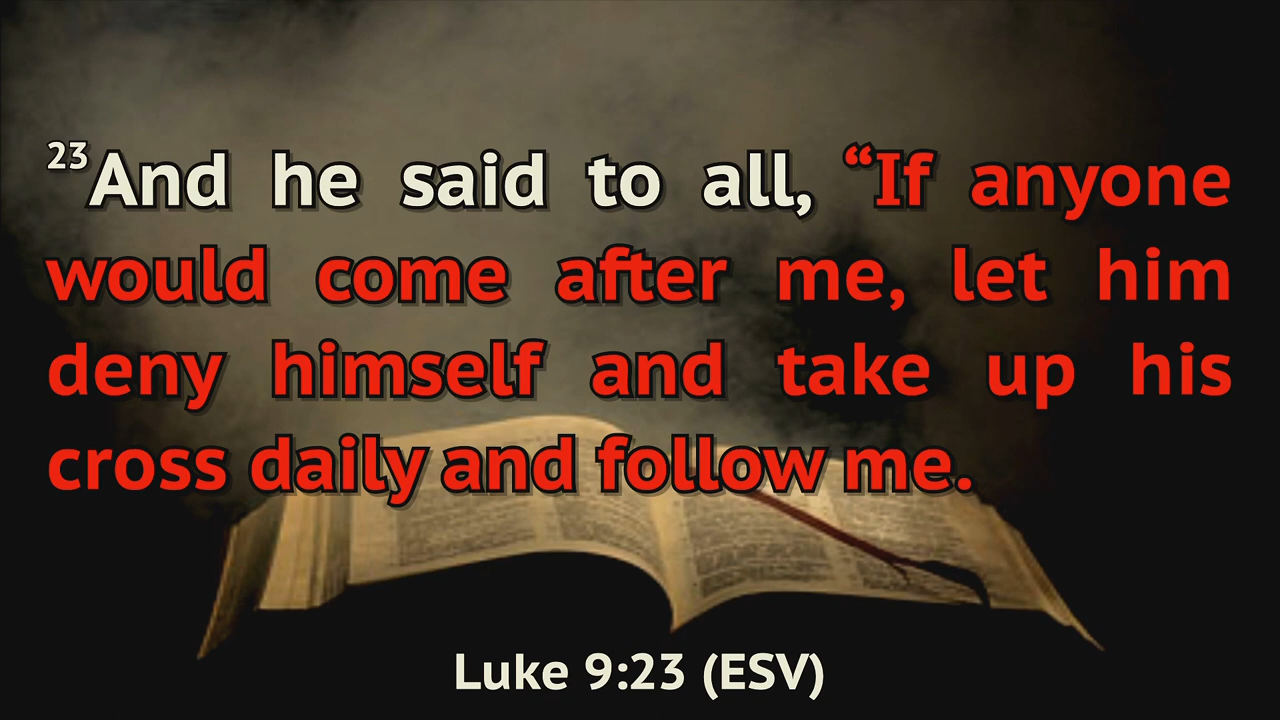 23And he said to all, “If anyone
would come after me, let him
deny himself and take up his
cross daily and follow me.
Luke 9:23 (ESV)